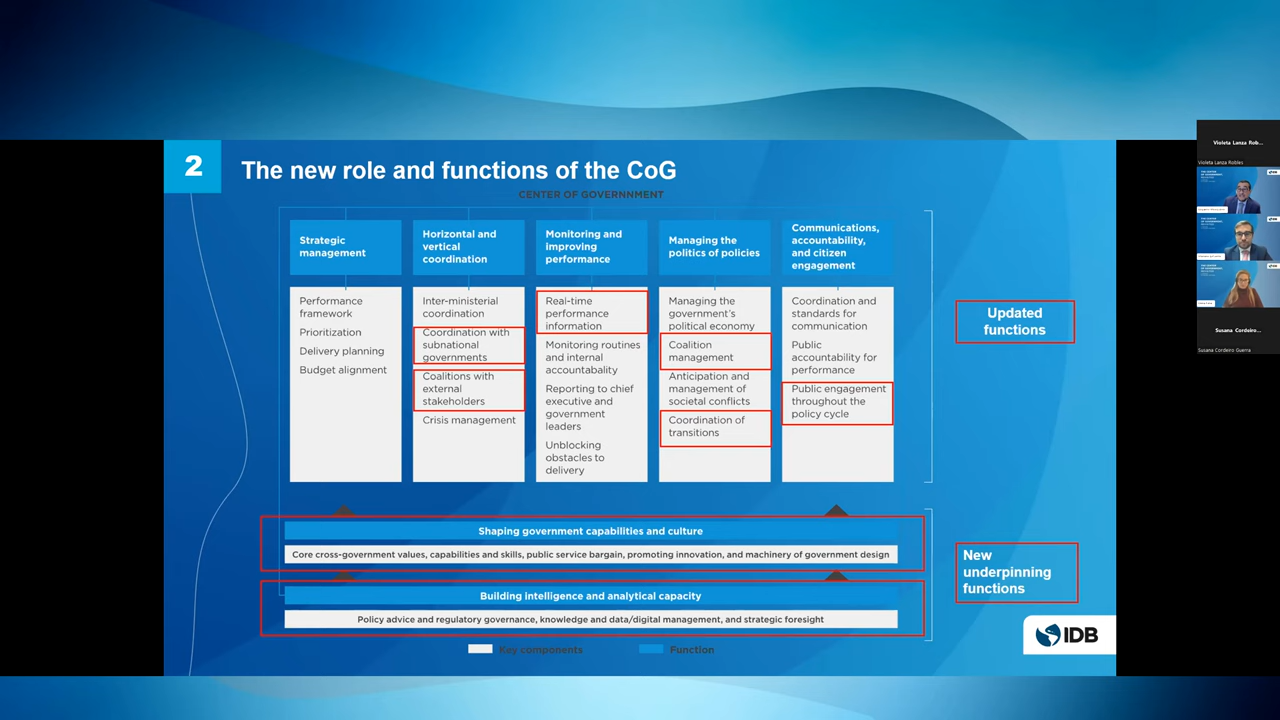 2
The new role and functions of the CoG
CENTER OF GOVERNNMENT
Strategic
management
Performance
framework
Prioritization
Delivery planning
Budget alignment
Horizontal and
vertical
coordination
Inter-ministerial
coordination
Coordination with
subnational
governments
Coalitions with
external
stakeholders
Crisis management
Monitoring and
improving
performance
Real-time
performance
information
Monitoring routines
and internal
accountability
Reporting to chief
executive and
government
leaders
Unblocking
obstacles to
delivery
Managing the
politics of policies
Managing the
government's
political economy
Coalition
management
Anticipation and
management of
societal conflicts
Coordination of
transitions
Communications,
accountability,
and citizen
engagement
Coordination and
standards for
communication
Public
accountability for
performance
Public engagement
throughout the
policy cycle
Updated
functions
Shaping government capabilities and culture
Core cross-government values, capabilities and skills, public service bargain, promoting innovation, and machinery of government design
Building intelligence and analytical capacity
Policy advice and regulatory governance, knowledge and data/digital management, and strategic foresight
New
underpinning
functions
Key components
Function
IDB
Violeta Lanza Rob...
Violeta Lanza Robles
Susana Cordeiro...
Susana Cordeiro Guerra